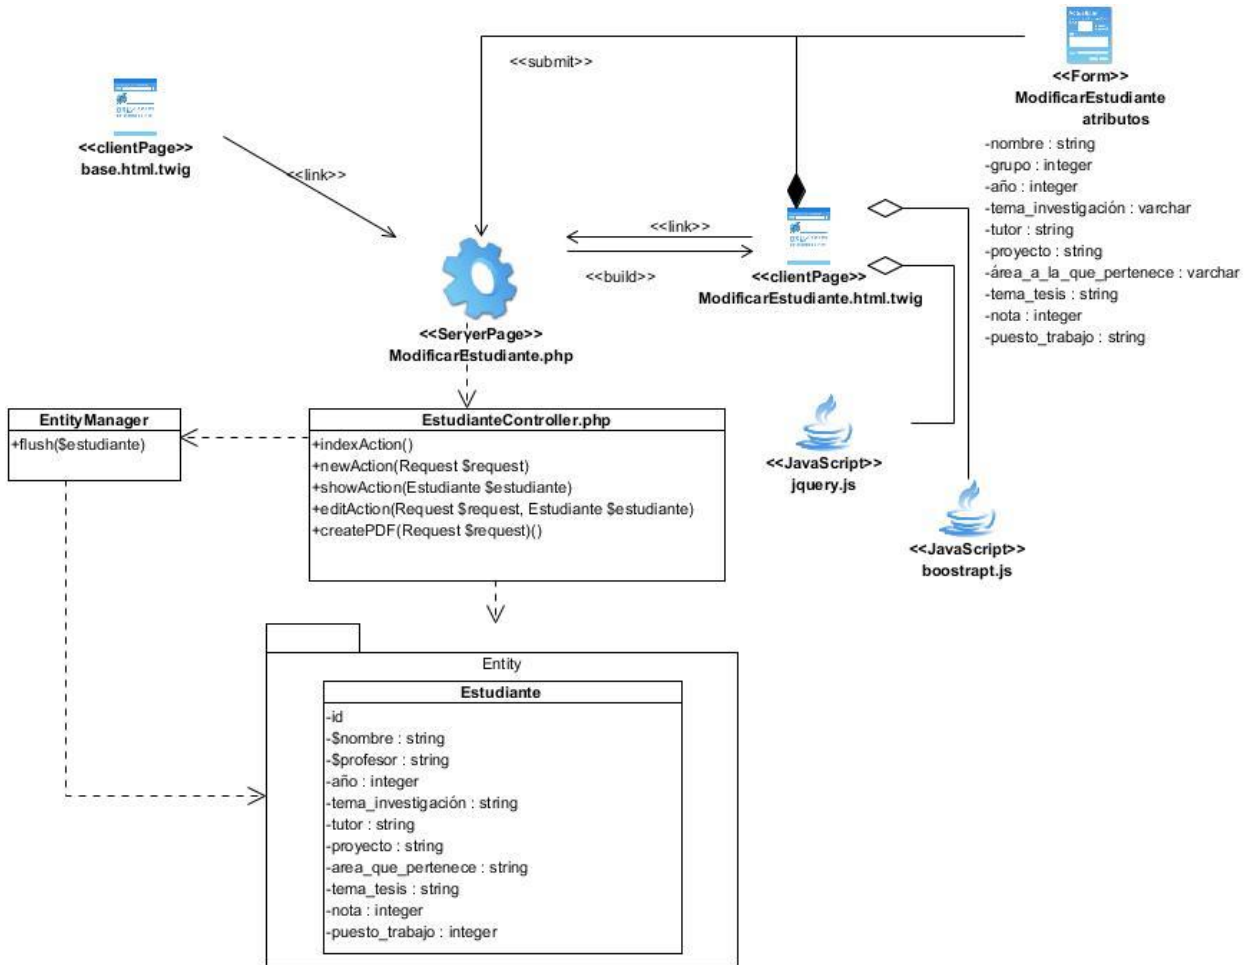 <<submit>>
<<Form>>
ModificarEstudiante
atributos
-nombre : string
-grupo : integer
-año : integer
-tema_investigación : varchar
-tutor : string
-proyecto : string
-área_a_la_que_pertenece : varchar
-tema_tesis : string
-nota : integer
-puesto_trabajo : string
<<clientPage>>
base.html.twig
<<link>>
<<link>>
<<build>>
<<clientPage>>
ModificarEstudiante.html.twig
<<ServerPage>>
ModificarEstudiante.php
EntityManager
+flush($estudiante)
EstudianteController.php
+indexAction()
+newAction(Request $request)
+showAction(Estudiante $estudiante)
+editAction(Request $request, Estudiante $estudiante)
+createPDF(Request $request)()
<<JavaScript>>
jquery.js
<<JavaScript>>
boostrapt.js
Entity
Estudiante
-id
-$nombre : string
-$profesor : string
-año : integer
-tema_investigación : string
-tutor : string
-proyecto : string
-area_que_pertenece : string
-tema_tesis : string
-nota : integer
-puesto_trabajo : integer